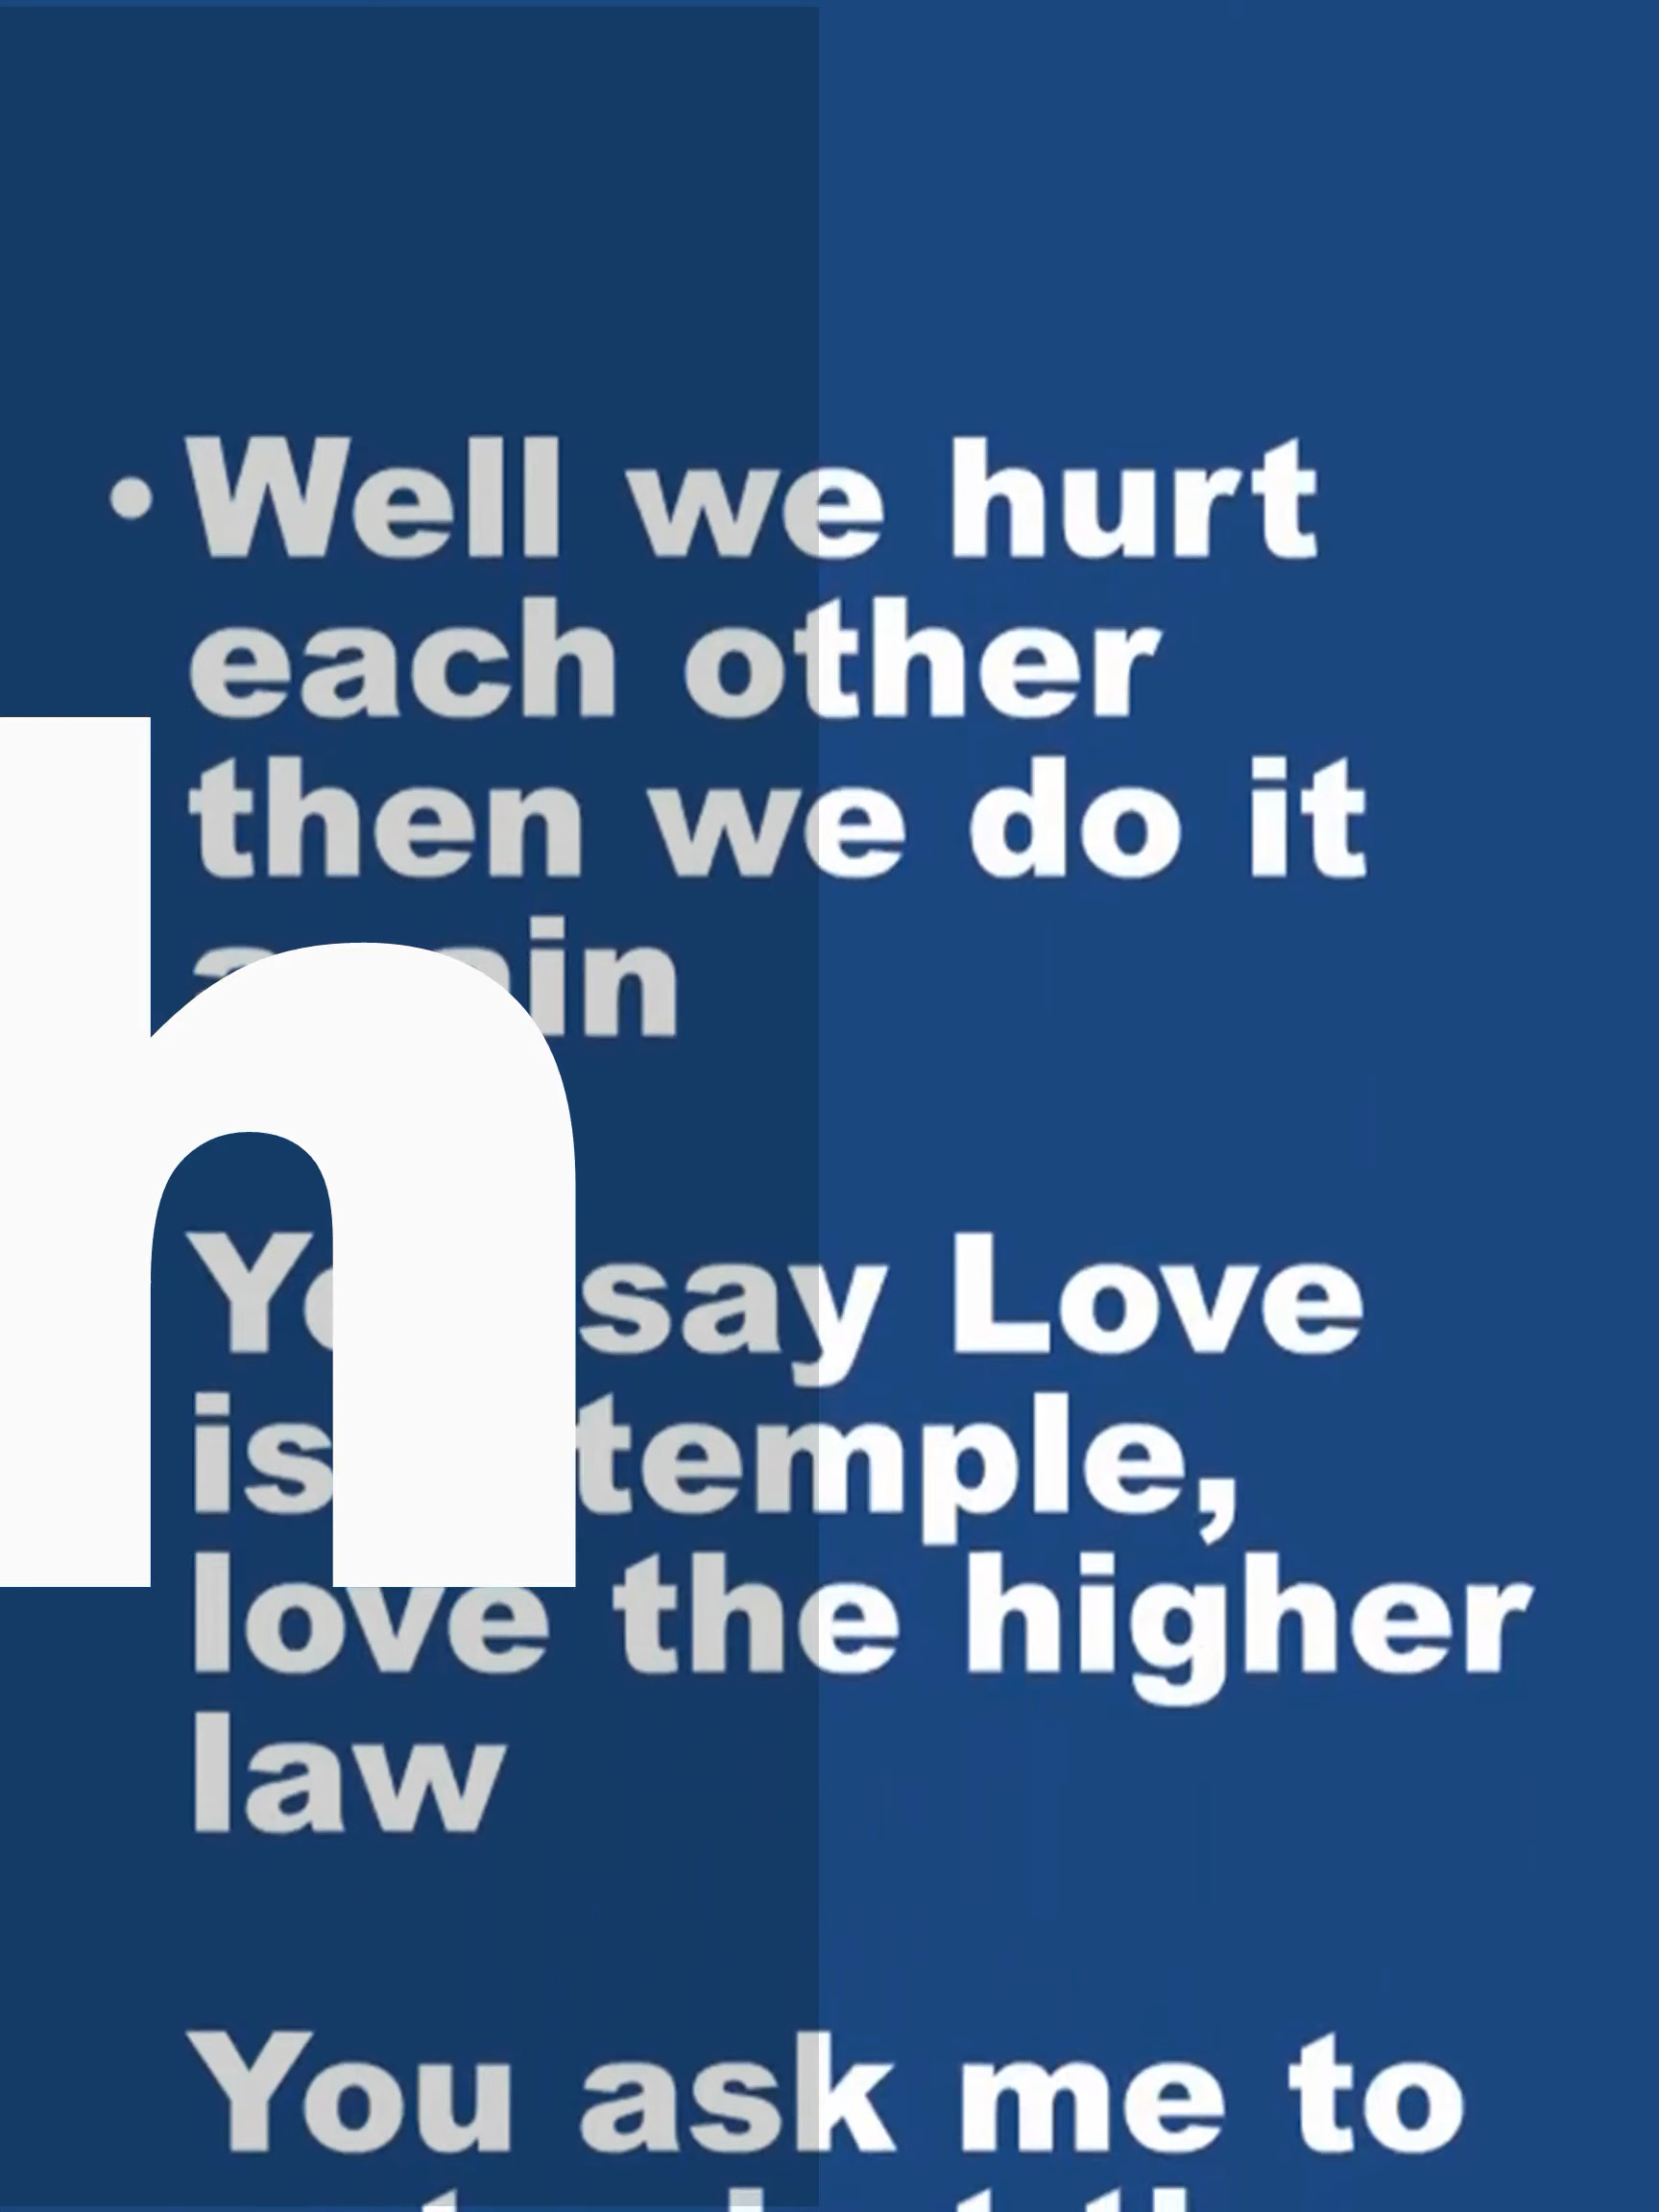 • Well we hurt
each other
then we do it
h
say Love
is temple,
love the higher
law
You ask me to